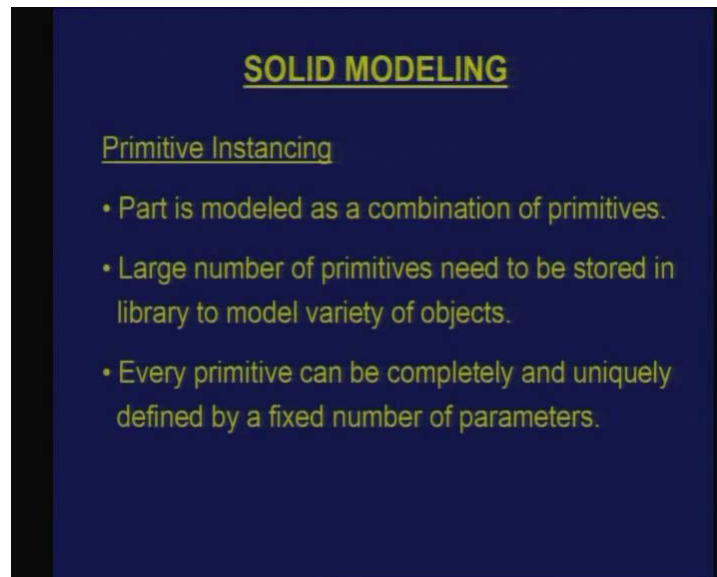 SOLID MODELING
Primitive Instancing
• Part is modeled as a combination of primitives.
• Large number of primitives need to be stored in
library to model variety of objects.
• Every primitive can be completely and uniquely
defined by a fixed number of parameters.